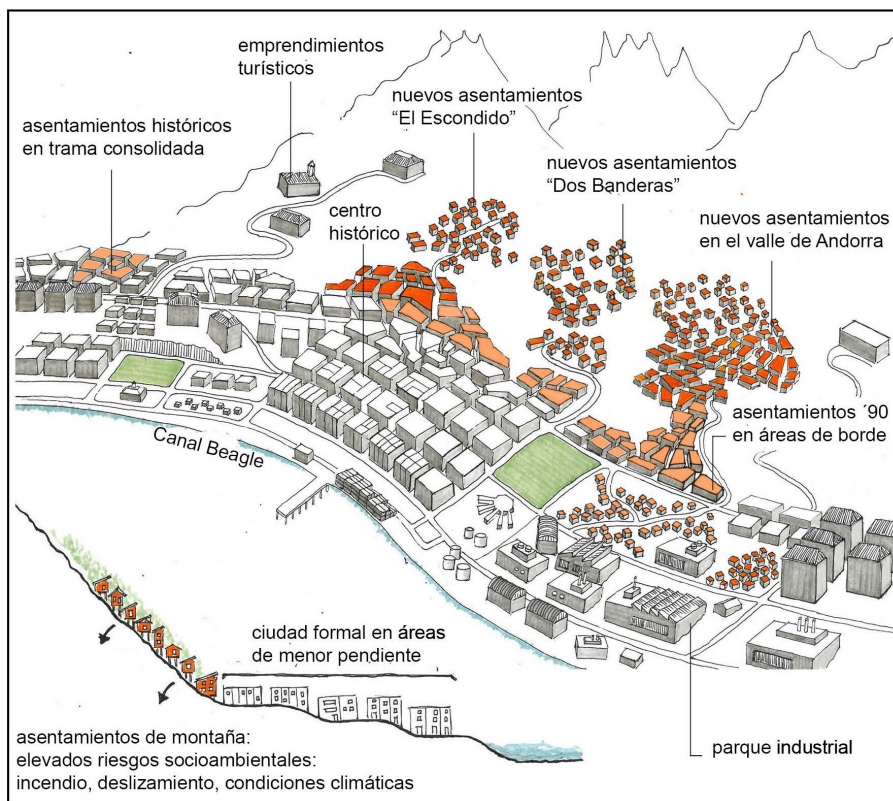 emprendimientos
turísticos
nuevos asentamientos
“El Escondido”
asentamientos históricos
en trama consolidada
nuevos asentamientos
“Dos Banderas”
centro
histórico
nuevos asentamientos
en el valle de Andorra
asentamientos ´90
en áreas de borde
Canal Beagle
ciudad formal en áreas
de menor pendiente
asentamientos de montaña:
elevados riesgos socioambientales:
incendio, deslizamiento, condiciones climáticas
parque industrial